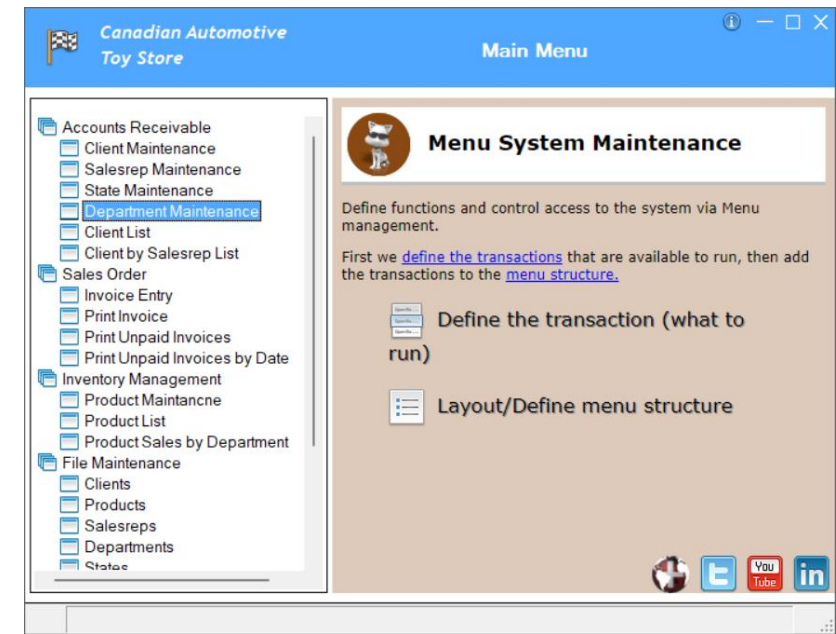 Canadian Automotive
Toy Store
Main Menu
Accounts Receivable
Client Maintenance
Salesrep Maintenance
State Maintenance
Department Maintenance
Client List
Client by Salesrep List
Sales Order
Invoice Entry
Print Invoice
Print Unpaid Invoices
Print Unpaid Invoices by Date
Inventory Management
Product Maintancne
Product List
Product Sales by Department
File Maintenance
Clients
Products
Salesreps
Departments
States
Menu System Maintenance
Define functions and control access to the system via Menu
management.
First we define the transactions that are available to run, then add
the transactions to the menu structure.
Define the transaction (what to
run)
Layout/Define menu structure
You
Tube
in